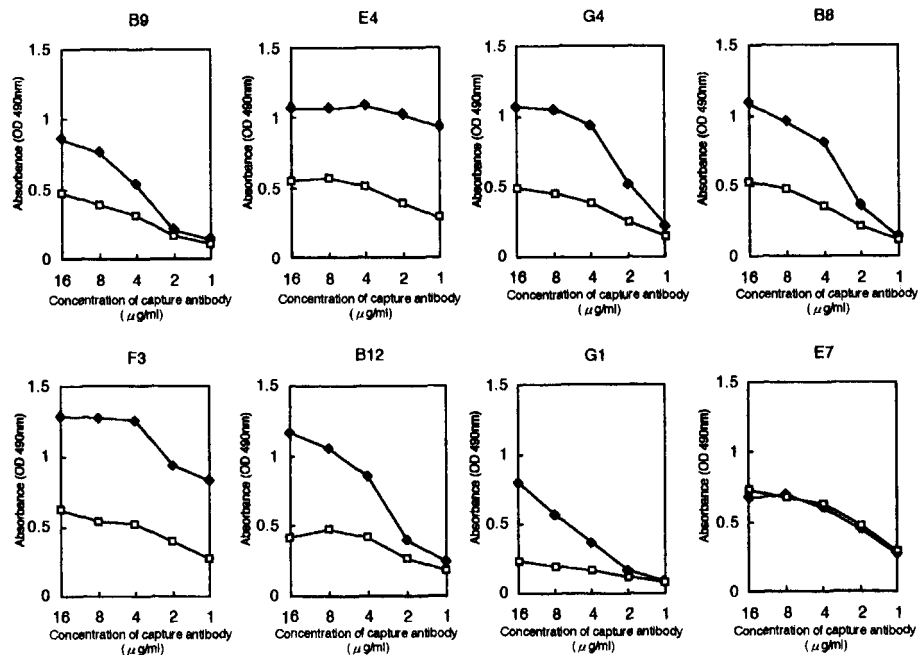 B9
E4
G4
B8
1.5
1
0.5
0
Absorbance (OD 490nm)
16 8 4 2 1
Concentration of capture antibody
( μg/ml)
1.5
1
0.5
0
Absorbance (OD 490nm)
16 8 4 2 1
Concentration of capture antibody
( μg/ml)
1.5
1
0.5
0
Absorbance (OD 490nm)
16 8 4 2 1
Concentration of capture antibody
( μg/ml)
1.5
1
0.5
0
Absorbance (OD 490nm)
16 8 4 2 1
Concentration of capture antibody
( μg/ml)
F3
B12
G1
E7
1.5
1
0.5
0
Absorbance (OD 490nm)
16 8 4 2 1
Concentration of capture antibody
( μg/ml)
1.5
1
0.5
0
Absorbance (OD 490nm)
16 8 4 2 1
Concentration of capture antibody
( μg/ml)
1.5
1
0.5
0
Absorbance (OD 490nm)
16 8 4 2 1
Concentration of capture antibody
( μg/ml)
1.5
1
0.5
0
Absorbance (OD 490nm)
16 8 4 2 1
Concentration of capture antibody
( μg/ml)